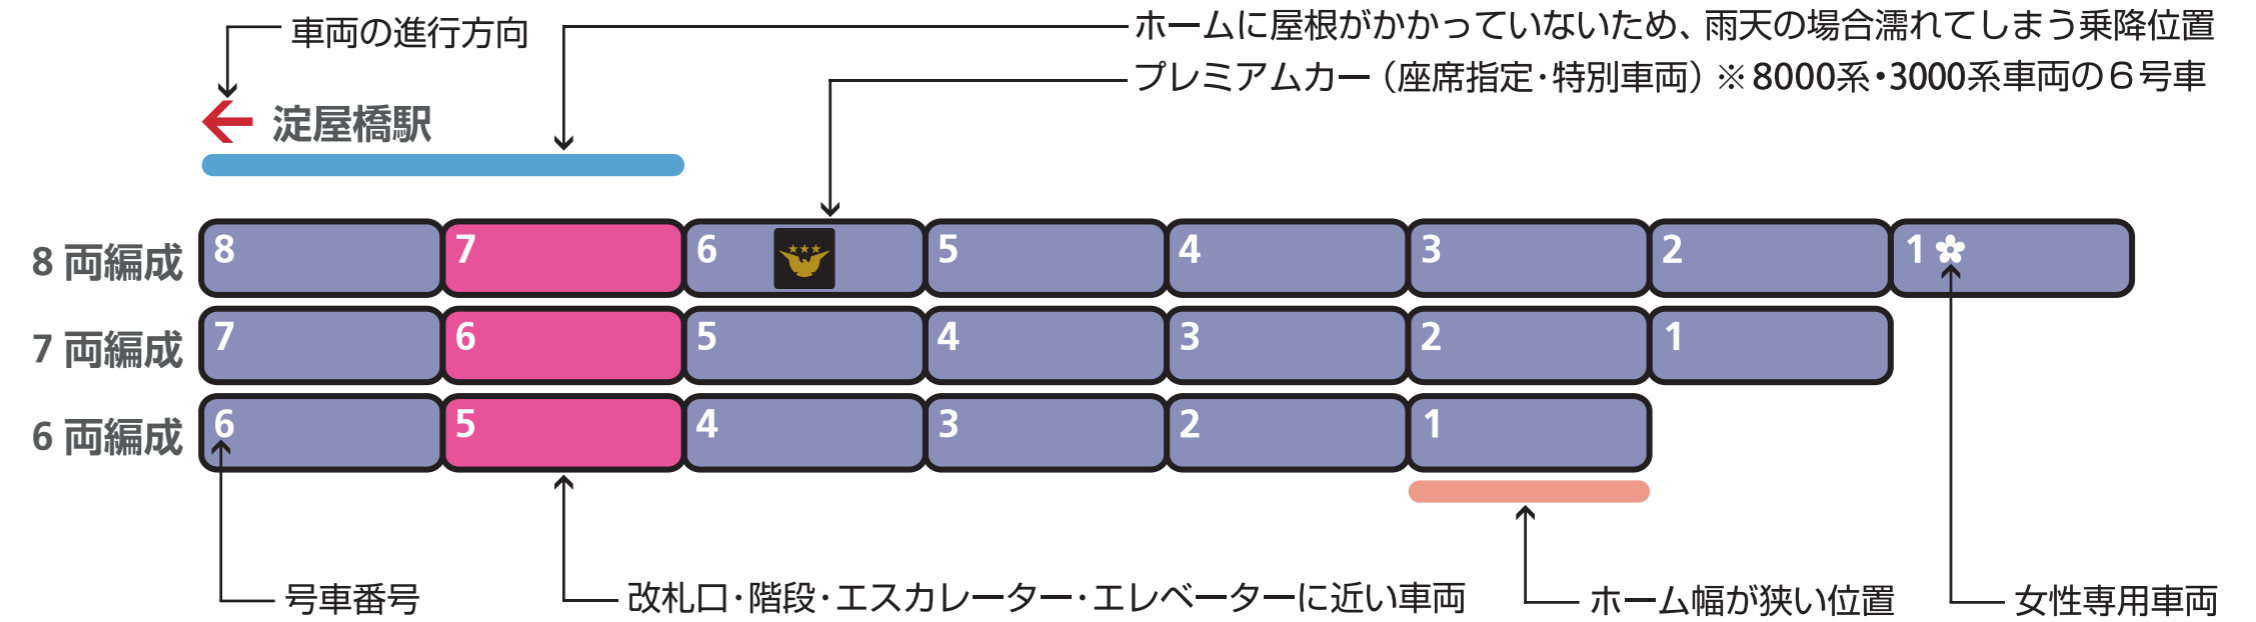 車両の進行方向
ホームに屋根がかかっていないため、雨天の場合濡れてしまう乗降位置
プレミアムカー（座席指定・特別車両）※8000系・3000系車両の６号車
淀屋橋駅
8 両編成 8 7 6 5 4 3 2 1
7 両編成 7 6 5 4 3 2 1
6 両編成 6 5 4 3 2 1
号車番号
改札口・階段・エスカレーター・エレベーターに近い車両
ホーム幅が狭い位置
女性専用車両